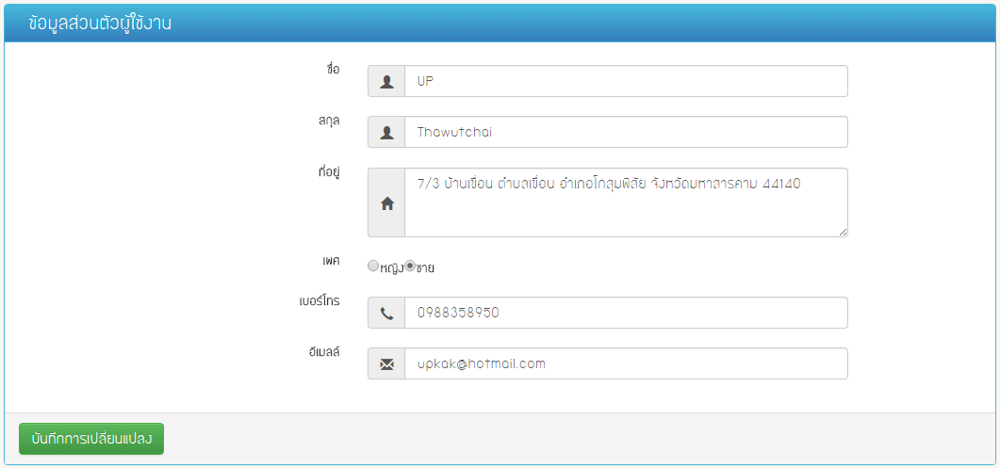 ข้อมูลส่วนตัวผู้ใช้งาน
ชื่อ UP
สกุล Thawutchai
ที่อยู่ 7/3 บ้านเขื่อน ตำบลเขื่อน อำเภอโกสุมพิสัย จังหวัดมหาสารคาม 44140
เพศ หญิง ชาย
เบอร์โทร 0988358950
อีเมลล์ upkak@hotmail.com
บันทึกการเปลี่ยนแปลง